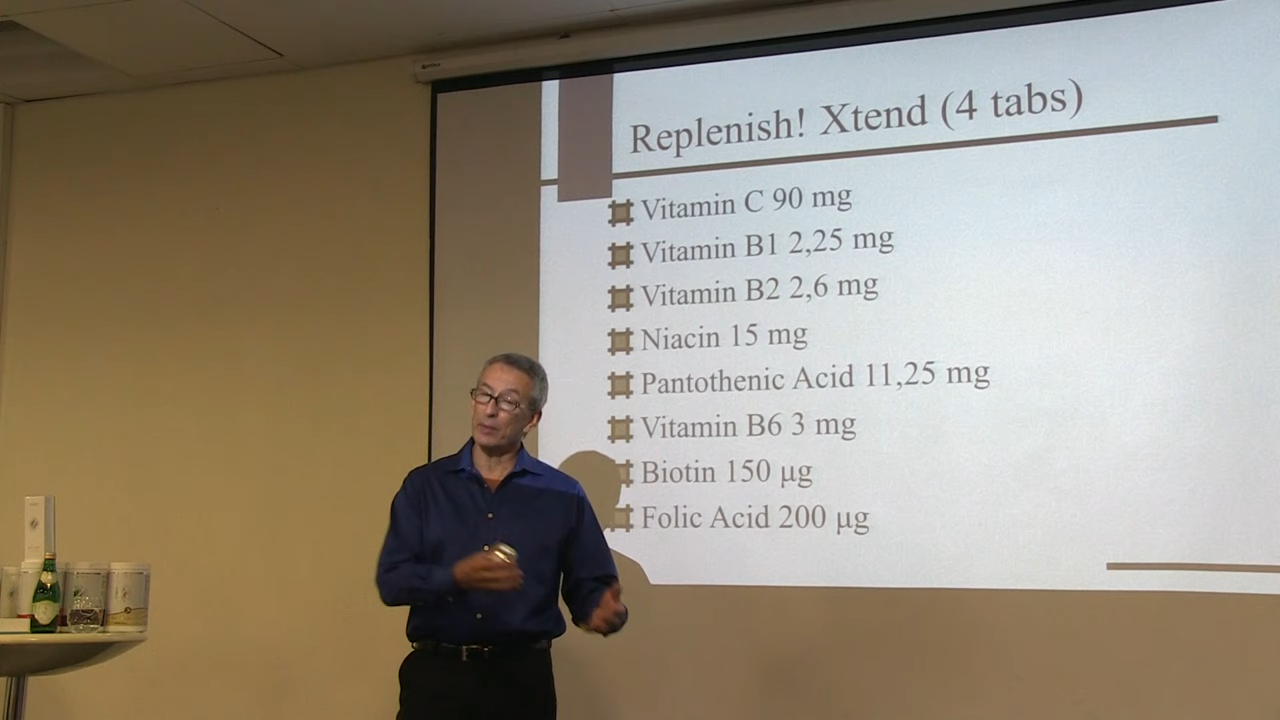 Replenish! Xtend (4 tabs)
Vitamin C 90 mg
Vitamin B1 2,25 mg
Vitamin B2 2,6 mg
Niacin 15 mg
Pantothenic Acid 11,25 mg
Vitamin B6 3 mg
Biotin 150 µg
Folic Acid 200 µg